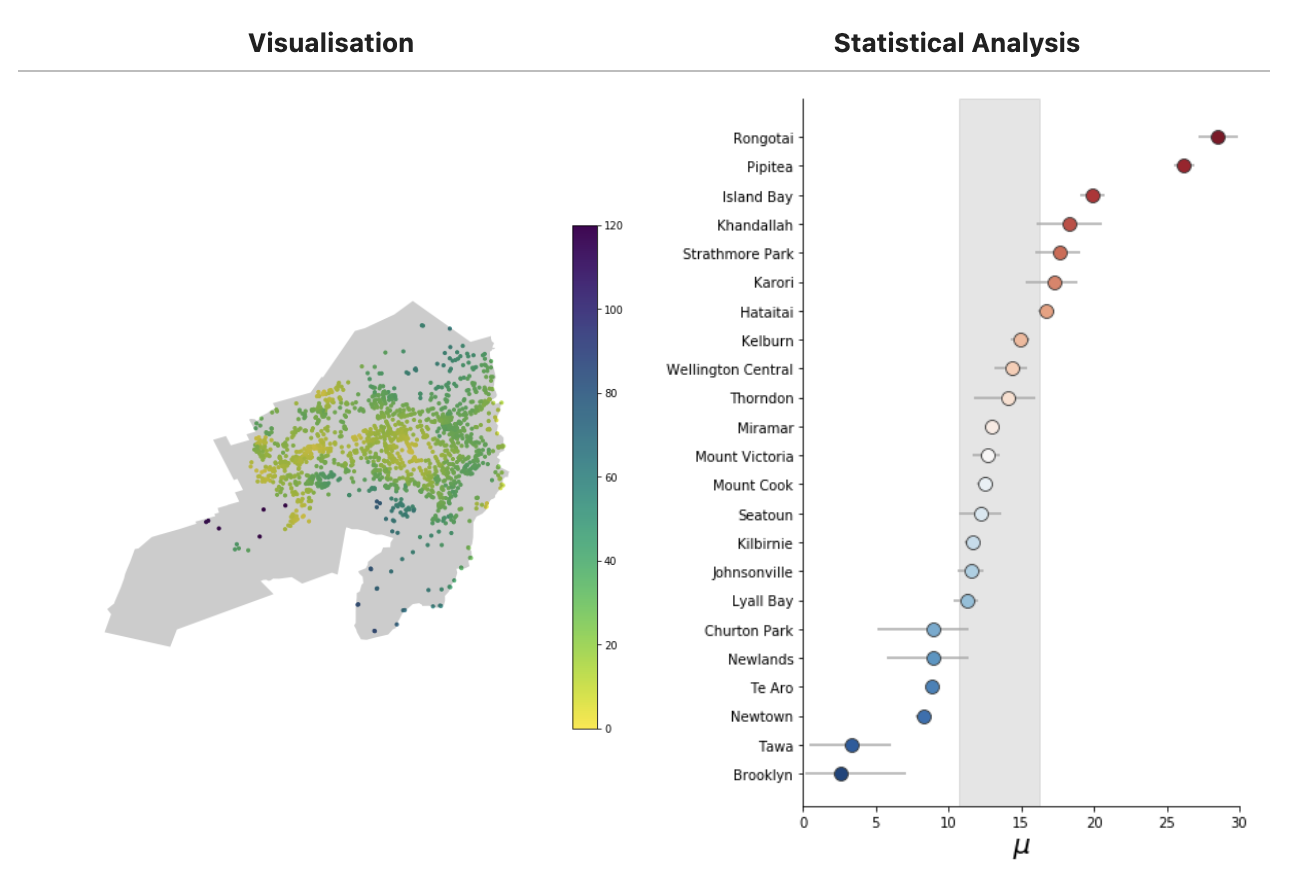 Visualisation
Statistical Analysis
120
100
80
60
40
20
0
Rongotai
Pipitea
Island Bay
Khandallah
Strathmore Park
Karori
Hataitai
Kelburn
Wellington Central
Thorndon
Miramar
Mount Victoria
Mount Cook
Seatoun
Kilbirnie
Johnsonville
Lyall Bay
Churton Park
Newlands
Te Aro
Newtown
Tawa
Brooklyn
0 5 10 15 20 25 30
μ